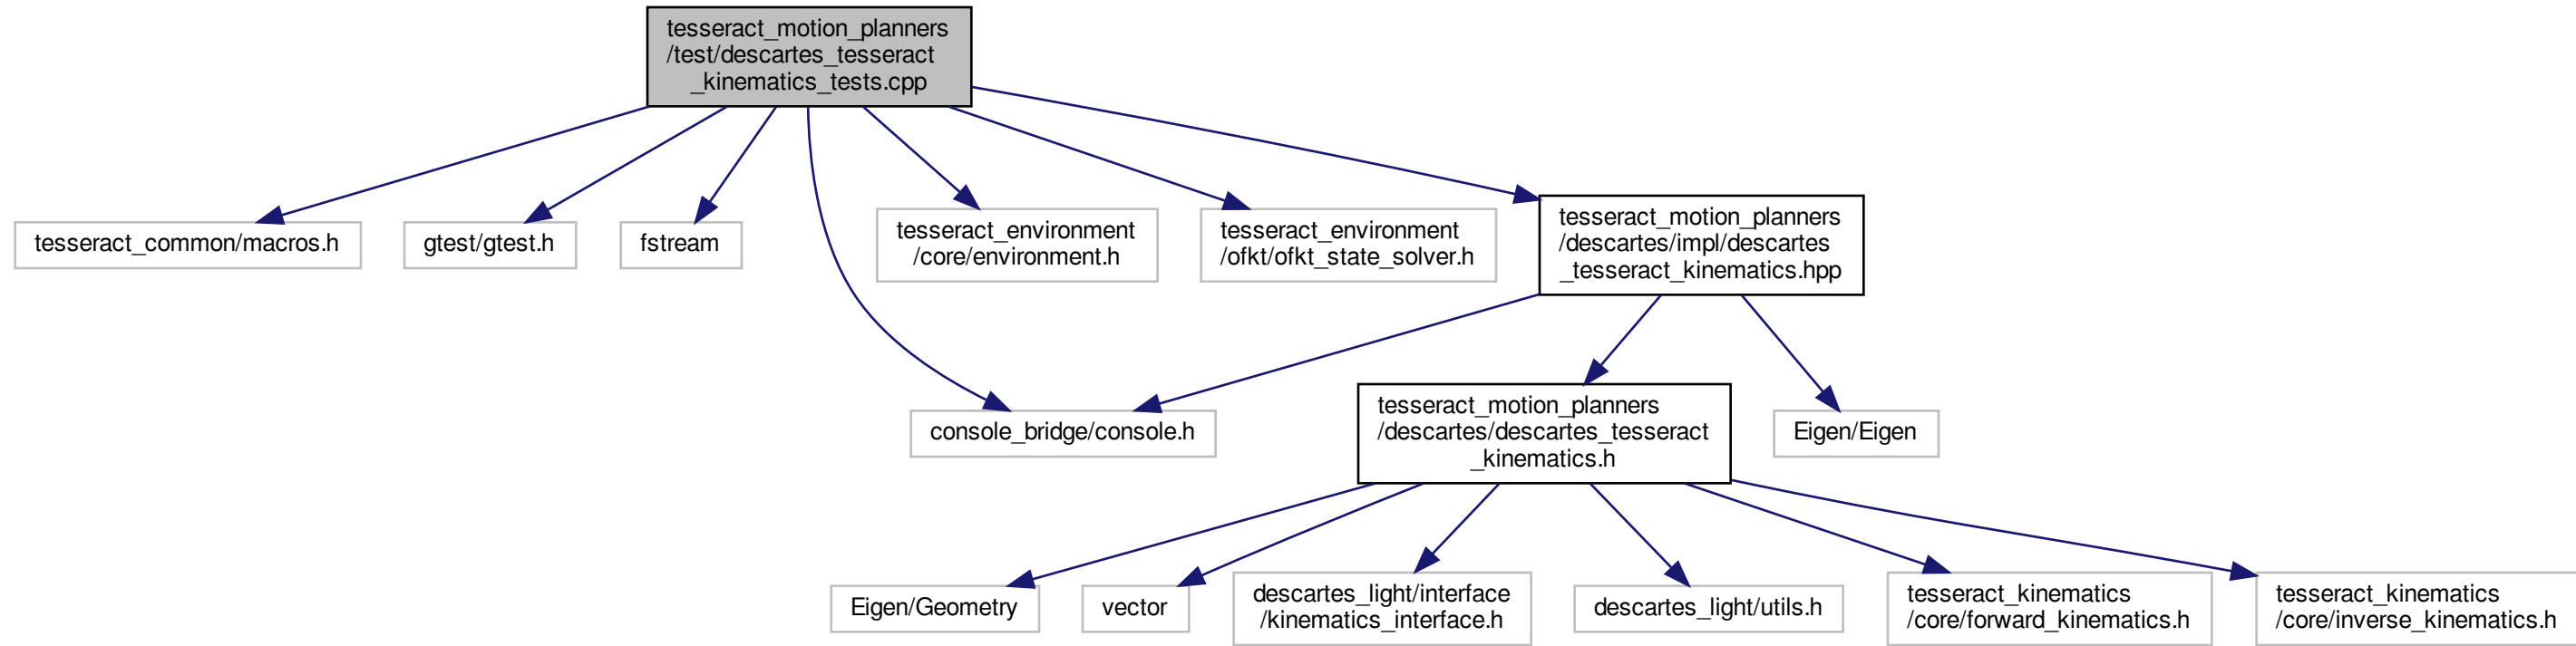 tesseract_motion_planners
/test/descartes_tesseract
_kinematics_tests.cpp
tesseract_common/macros.h
gtest/gtest.h
fstream
tesseract_environment
/core/environment.h
tesseract_environment
/ofkt/ofkt_state_solver.h
tesseract_motion_planners
/descartes/impl/descartes
_tesseract_kinematics.hpp
console_bridge/console.h
tesseract_motion_planners
/descartes/descartes_tesseract
_kinematics.h
Eigen/Eigen
Eigen/Geometry
vector
descartes_light/interface
/kinematics_interface.h
descartes_light/utils.h
tesseract_kinematics
/core/forward_kinematics.h
tesseract_kinematics
/core/inverse_kinematics.h